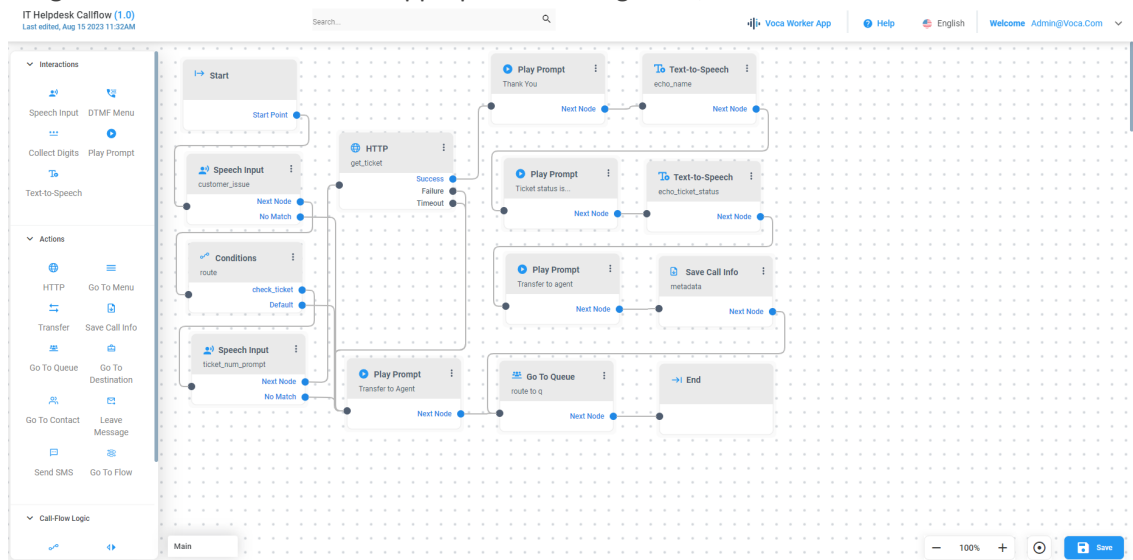 IT Helpdesk Callflow (1.0)
Last edited, Aug 15 2023 11:32AM
Search...
Voca Worker App
Help
English
Welcome Admin@Voca.Com
Interactions
Speech Input
DTMF Menu
Collect Digits
Play Prompt
Text-to-Speech
Actions
HTTP
Go To Menu
Transfer
Save Call Info
Go To Queue
Go To
Destination
Go To Contact
Leave
Message
Send SMS
Go To Flow
Call-Flow Logic
Start
Start Point
Speech Input
customer_issue
Next Node
No Match
Conditions
route
check_ticket
Default
Speech Input
ticket_num_prompt
Next Node
No Match
HTTP
get_ticket
Success
Failure
Timeout
Play Prompt
Transfer to Agent
Next Node
Play Prompt
Thank You
Next Node
Text-to-Speech
echo_name
Next Node
Play Prompt
Ticket status is...
Next Node
Text-to-Speech
echo_ticket_status
Next Node
Play Prompt
Transfer to agent
Next Node
Save Call Info
metadata
Next Node
Go To Queue
route to q
Next Node
End
Main
100%
Save